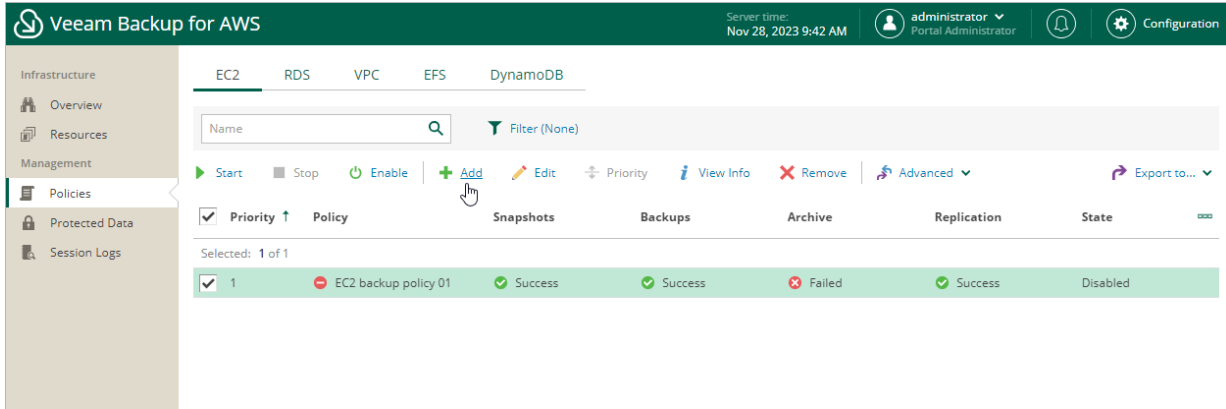 Veeam Backup for AWS
Server time:
Nov 28, 2023 9:42 AM
administrator
Portal Administrator
Configuration
Infrastructure
Overview
Resources
Management
Policies
Protected Data
Session Logs
EC2 RDS VPC EFS DynamoDB
Name
Filter (None)
Start Stop Enable Add Edit Priority View Info Remove Advanced Export to...
Priority Policy Snapshots Backups Archive Replication State
Selected: 1 of 1
1 EC2 backup policy 01 Success Success Failed Success Disabled